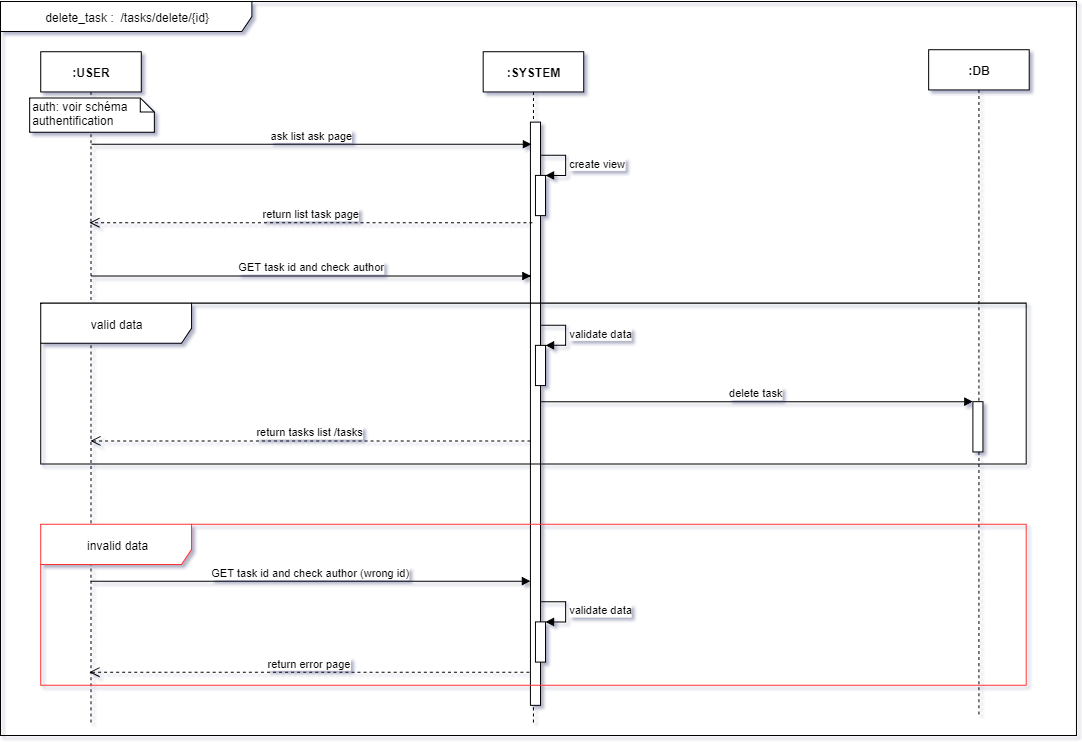 delete_task :  /tasks/delete/{id}
:USER
:SYSTEM
:DB
auth: voir schéma
authentification
ask list ask page
create view
return list task page
GET task id and check author
valid data
validate data
delete task
return tasks list /tasks
invalid data
GET task id and check author (wrong id)
validate data
return error page